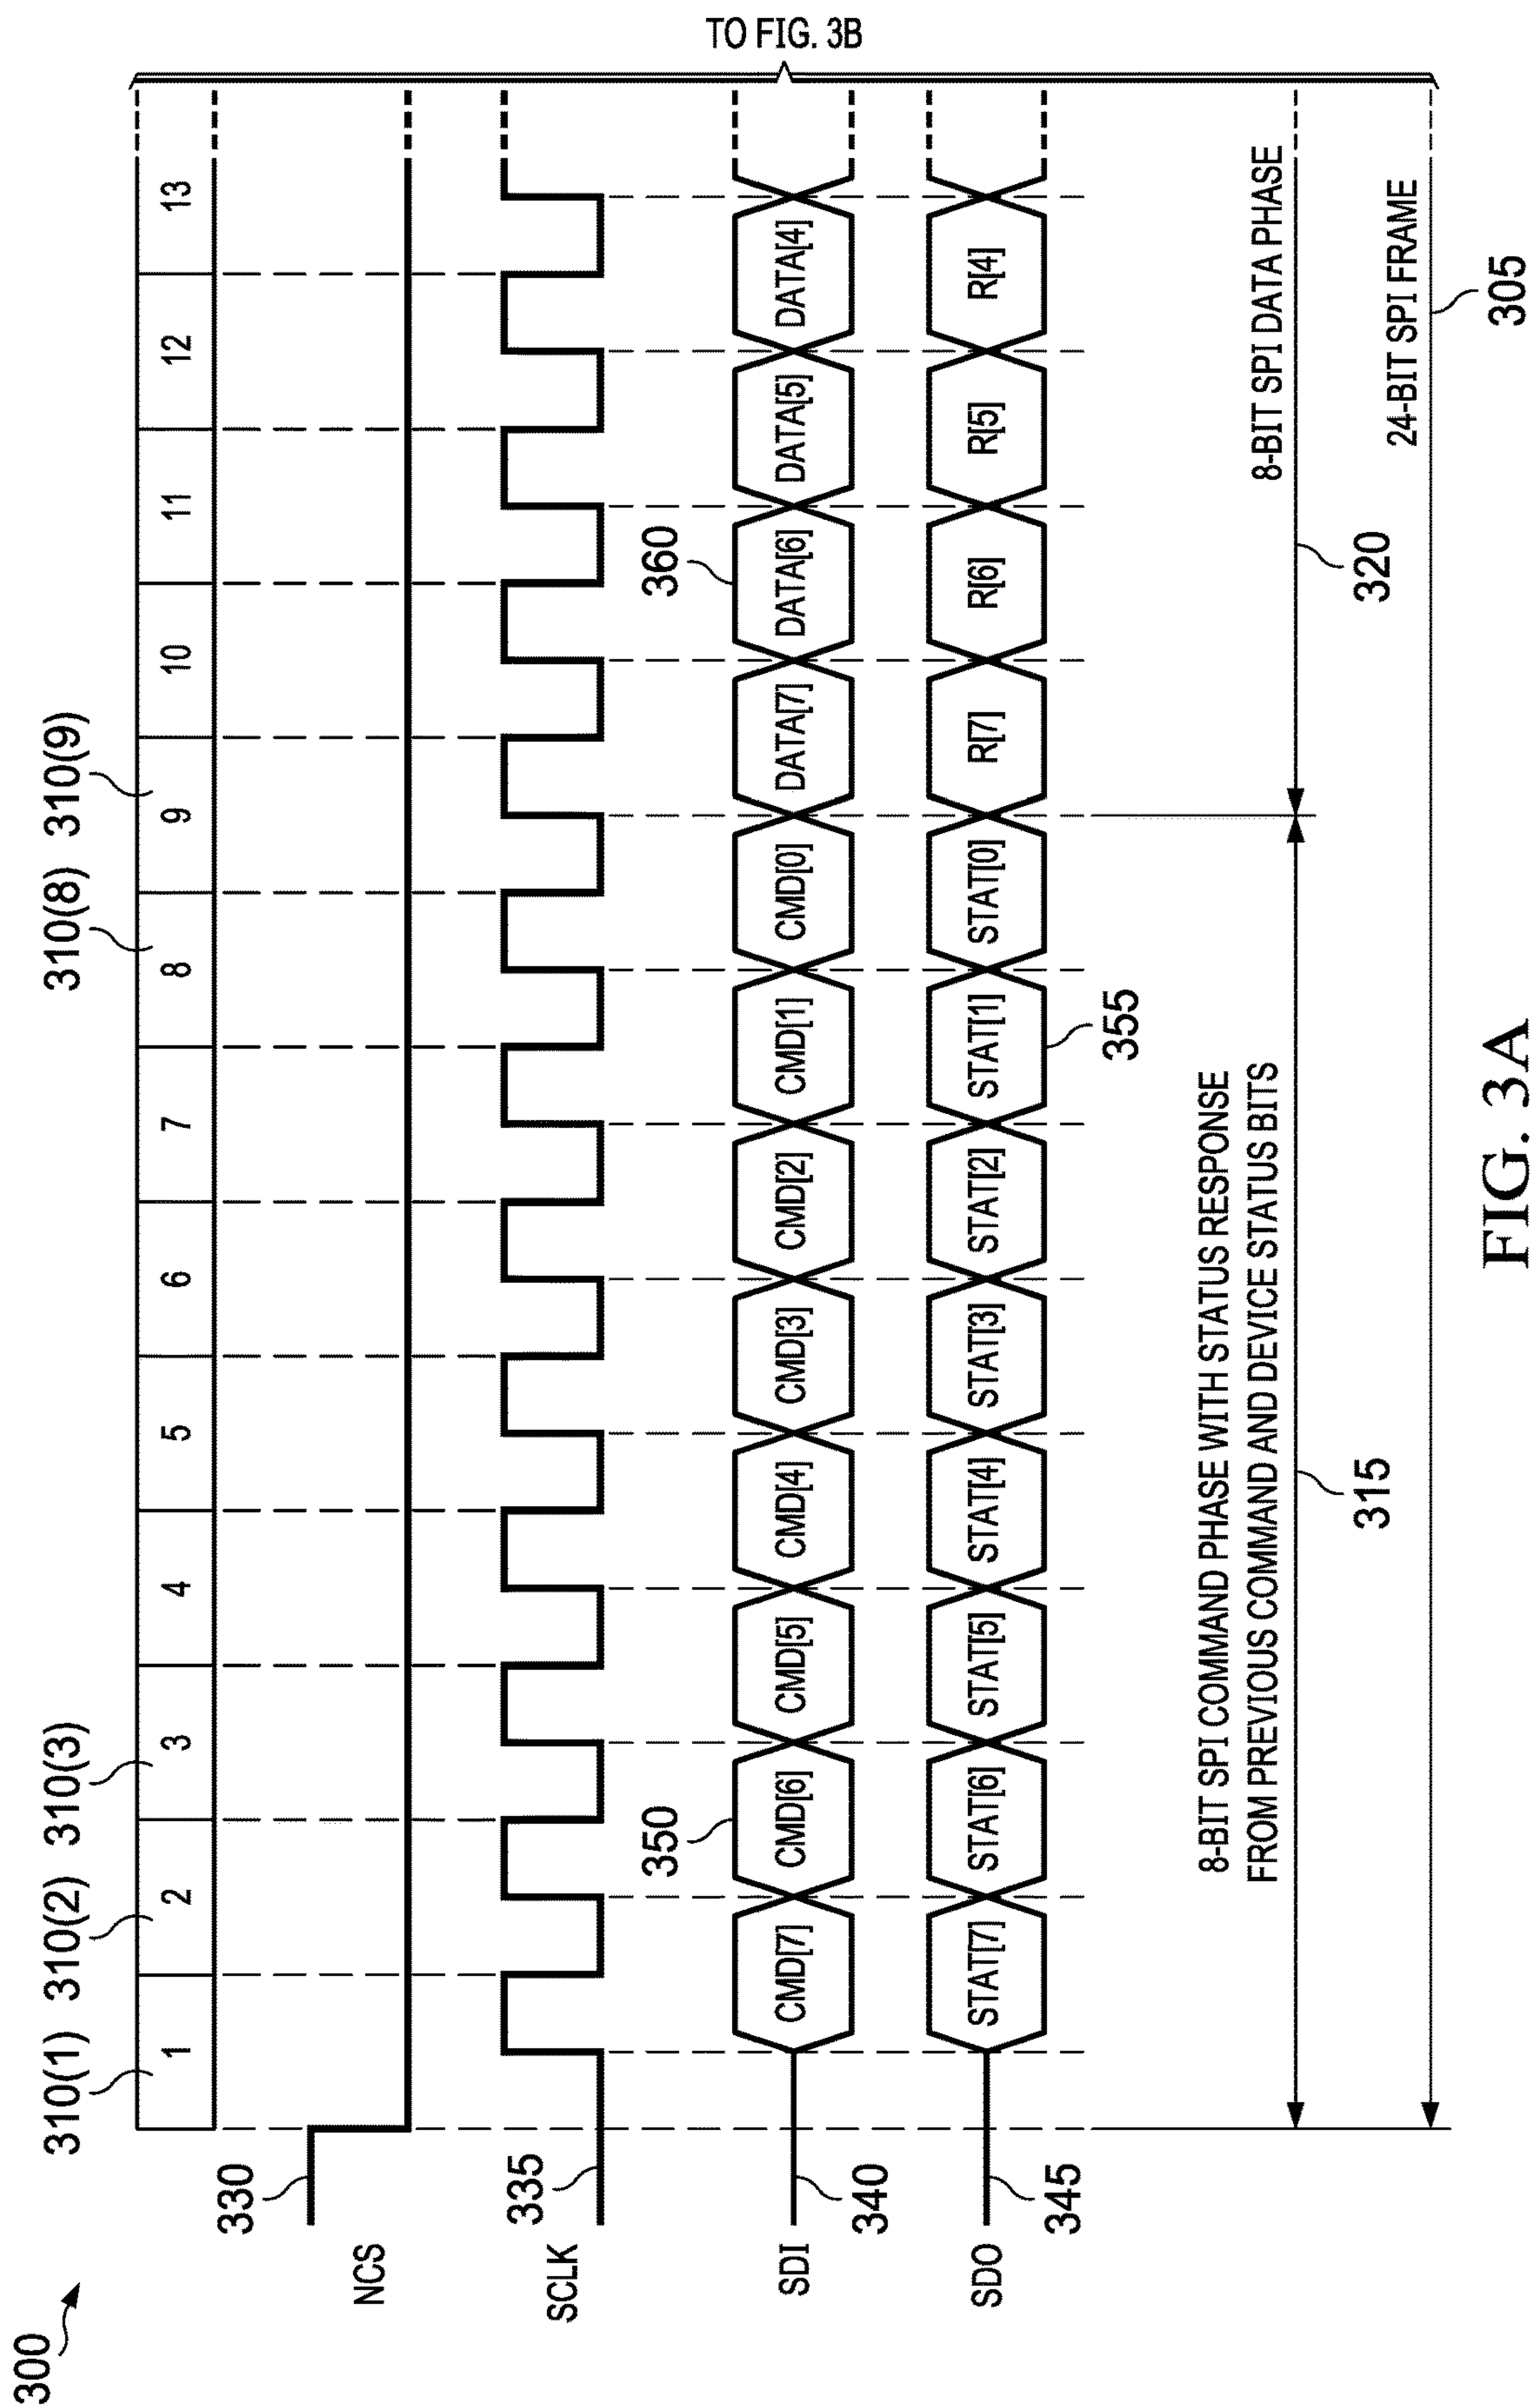 300
310(1) 310(2) 310(3) 310(8) 310(9)
1 2 3 4 5 6 7 8 9 10 11 12 13
330
NCS
335
SCLK
350 360
SDI CMD[7] CMD[6] CMD[5] CMD[4] CMD[3] CMD[2] CMD[1] CMD[0] DATA[7] DATA[6] DATA[5] DATA[4]
340
SDO STAT[7] STAT[6] STAT[5] STAT[4] STAT[3] STAT[2] STAT[1] STAT[0] R[7] R[6] R[5] R[4]
345
355
8-BIT SPI COMMAND PHASE WITH STATUS RESPONSE
FROM PREVIOUS COMMAND AND DEVICE STATUS BITS
8-BIT SPI DATA PHASE
315
320
24-BIT SPI FRAME
305
TO FIG. 3B
FIG. 3A